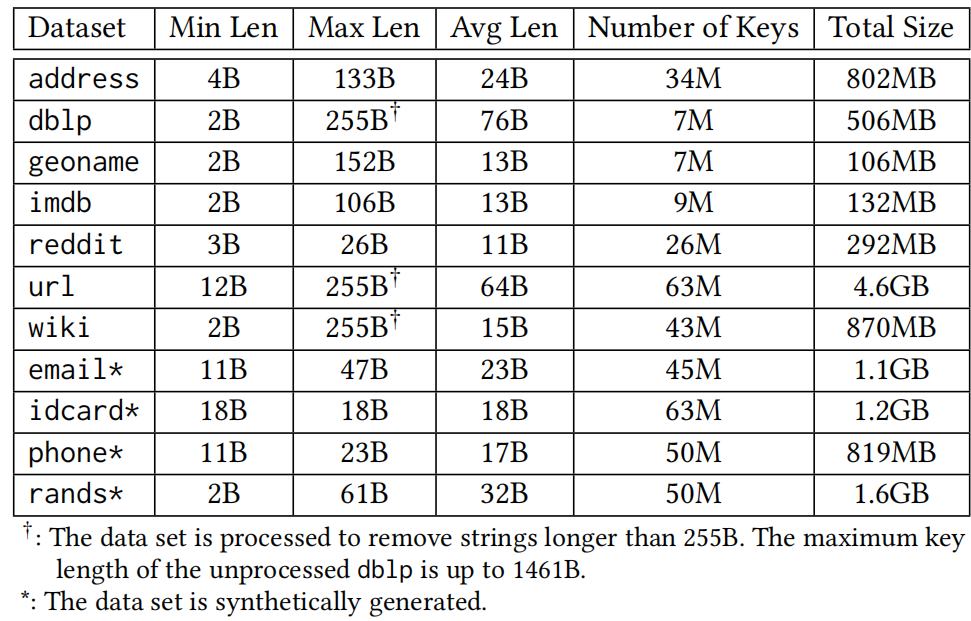 Dataset Min Len Max Len Avg Len Number of Keys Total Size
address 4B 133B 24B 34M 802MB
dblp 2B 255B† 76B 7M 506MB
geoname 2B 152B 13B 7M 106MB
imdb 2B 106B 13B 9M 132MB
reddit 3B 26B 11B 26M 292MB
url 12B 255B† 64B 63M 4.6GB
wiki 2B 255B† 15B 43M 870MB
email* 11B 47B 23B 45M 1.1GB
idcard* 18B 18B 18B 63M 1.2GB
phone* 11B 23B 17B 50M 819MB
rands* 2B 61B 32B 50M 1.6GB
†: The data set is processed to remove strings longer than 255B. The maximum key
length of the unprocessed dblp is up to 1461B.
*: The data set is synthetically generated.